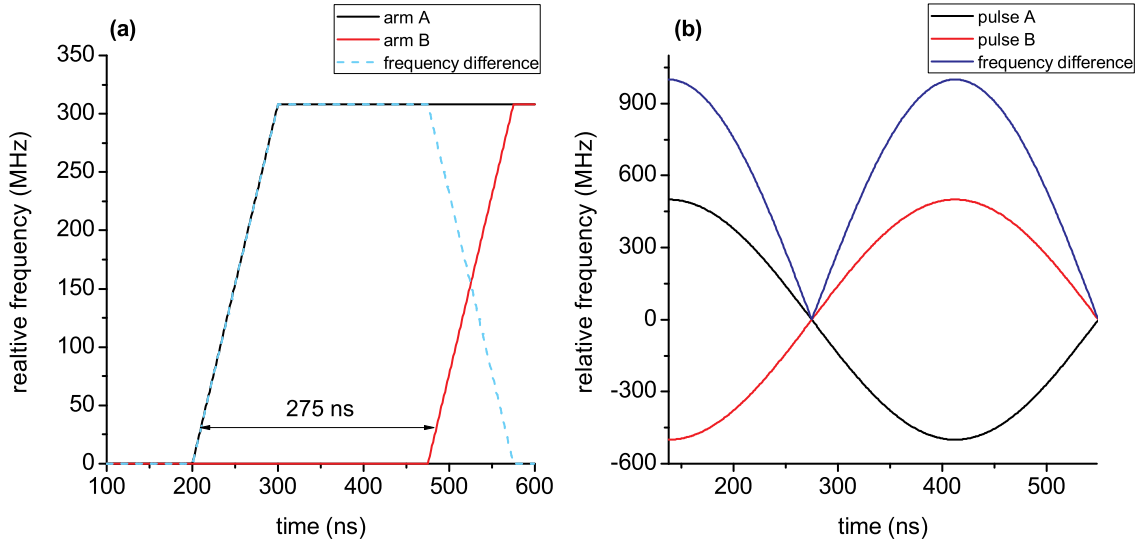 (a)
arm A
arm B
frequency difference
350
300
250
200
150
100
50
0
realtive frequency (MHz)
275 ns
100
200
300
400
500
600
time (ns)
(b)
pulse A
pulse B
frequency difference
900
600
300
0
-300
-600
relative frequency (MHz)
200
300
400
500
time (ns)